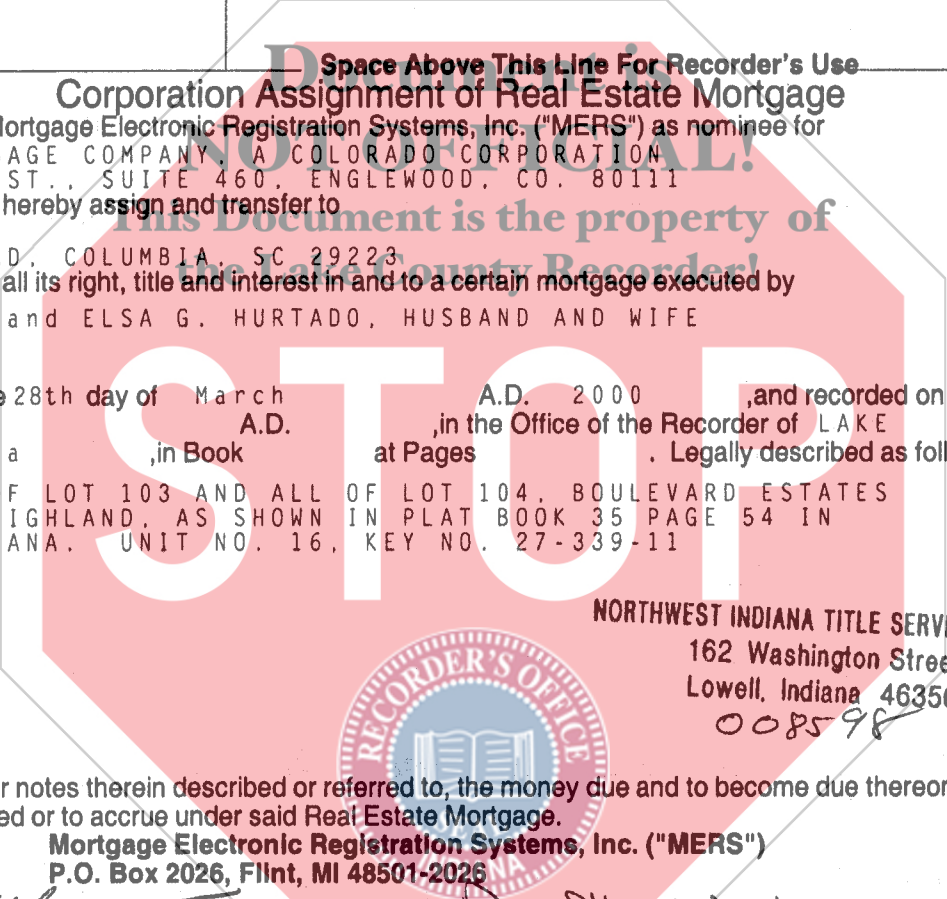 Document is
Space Above This Line For Recorder's Use
Corporation Assignment of Real Estate Mortgage
Mortgage Electronic Registration Systems, Inc. ("MERS") as nominee for
NOT OFFICIAL!
AGE COMPANY, A COLORADO CORPORATION
ST., SUITE 460, ENGLEWOOD, CO. 80111
hereby assign and transfer to
This Document is the property of
D, COLUMBIA, SC 29223
the Lake County Recorder!
all its right, title and interest in and to a certain mortgage executed by
and ELSA G. HURTADO, HUSBAND AND WIFE
STOP
e 28th day of March A.D. 2000 ,and recorded on
A.D. ,in the Office of the Recorder of LAKE
a ,in Book at Pages . Legally described as foll
F LOT 103 AND ALL OF LOT 104, BOULEVARD ESTATES
IGHLAND, AS SHOWN IN PLAT BOOK 35 PAGE 54 IN
ANA. UNIT NO. 16, KEY NO. 27-339-11
NORTHWEST INDIANA TITLE SERVI
162 Washington Stree
Lowell, Indiana 46356
008598
RECORDER'S OFFICE
SEAL
INDIANA
r notes therein described or referred to, the money due and to become due thereon
ed or to accrue under said Real Estate Mortgage.
Mortgage Electronic Registration Systems, Inc. ("MERS")
P.O. Box 2026, Flint, MI 48501-2026